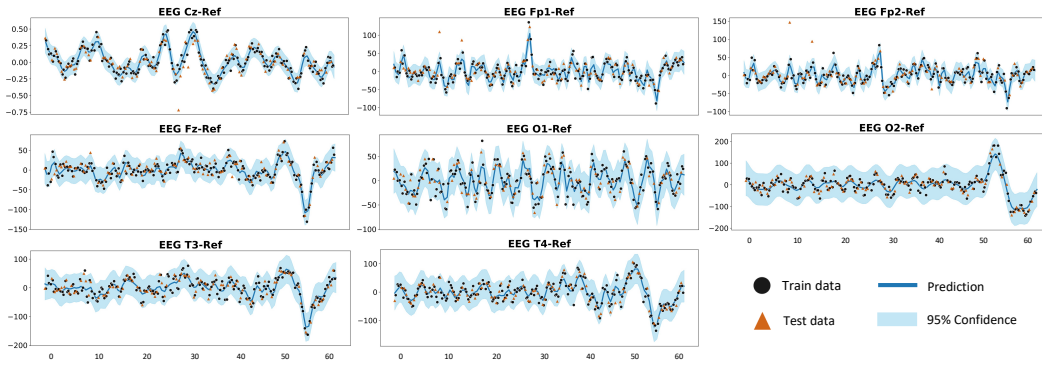 EEG Cz-Ref
0.50
0.25
0.00
-0.25
-0.50
-0.75
EEG Fp1-Ref
100
50
0
-50
-100
EEG Fp2-Ref
150
100
50
0
-50
-100
EEG Fz-Ref
50
0
-50
-100
-150
EEG O1-Ref
50
0
-50
-100
EEG O2-Ref
200
100
0
-100
-200
0 10 20 30 40 50 60
EEG T3-Ref
100
0
-100
-200
0 10 20 30 40 50 60
EEG T4-Ref
100
0
-100
0 10 20 30 40 50 60
Train data
Prediction
Test data
95% Confidence